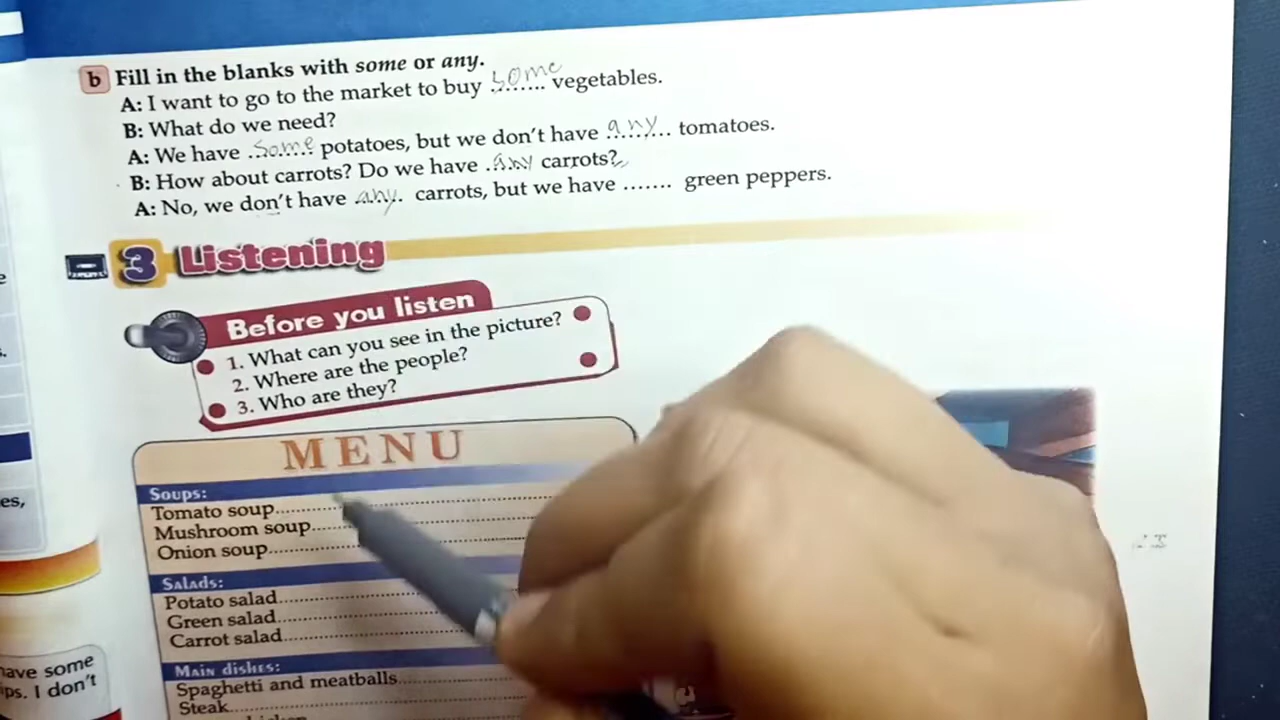 b Fill in the blanks with some or any.
A: I want to go to the market to buy some vegetables.
B: What do we need?
A: We have some potatoes, but we don't have any tomatoes.
B: How about carrots? Do we have any carrots?
A: No, we don't have any carrots, but we have ....... green peppers.
3 Listening
Before you listen
1. What can you see in the picture?
2. Where are the people?
3. Who are they?
MENU
Soups:
Tomato soup
Mushroom soup
Onion soup
Salads:
Potato salad
Green salad
Carrot salad
Main dishes:
Spaghetti and meatballs
Steak
es,
have some
ips. I don't